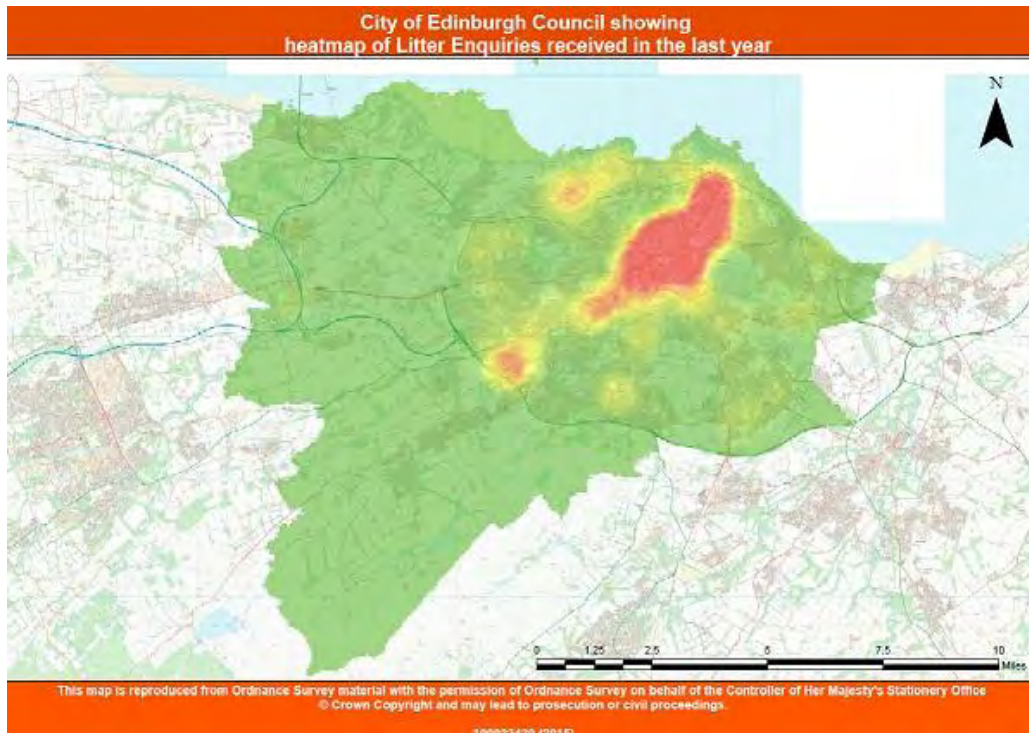 City of Edinburgh Council showing
heatmap of Litter Enquiries received in the last year
N
0 1.25 2.5 5 7.5 10
Miles
This map is reproduced from Ordnance Survey material with the permission of Ordnance Survey on behalf of the Controller of Her Majesty's Stationery Office
© Crown Copyright and may lead to prosecution or civil proceedings.